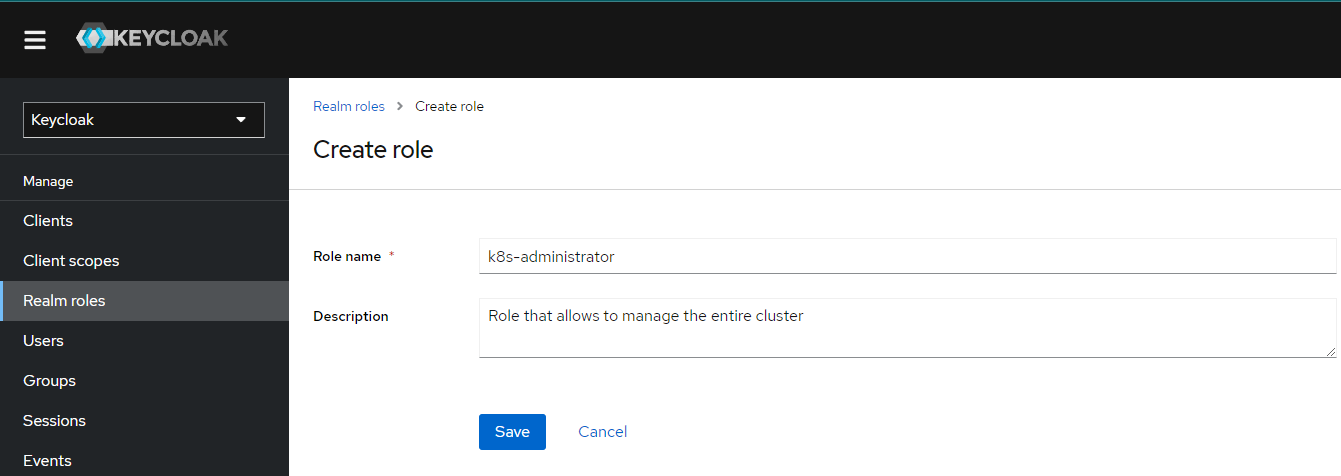 KEYCLOAK
Keycloak
Manage
Clients
Client scopes
Realm roles
Users
Groups
Sessions
Events
Realm roles > Create role
Create role
Role name *
k8s-administrator
Description
Role that allows to manage the entire cluster
Save
Cancel